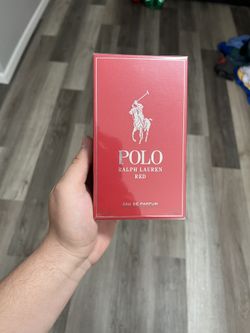 POLO
RALPH LAUREN
RED
EAU DE PARFUM